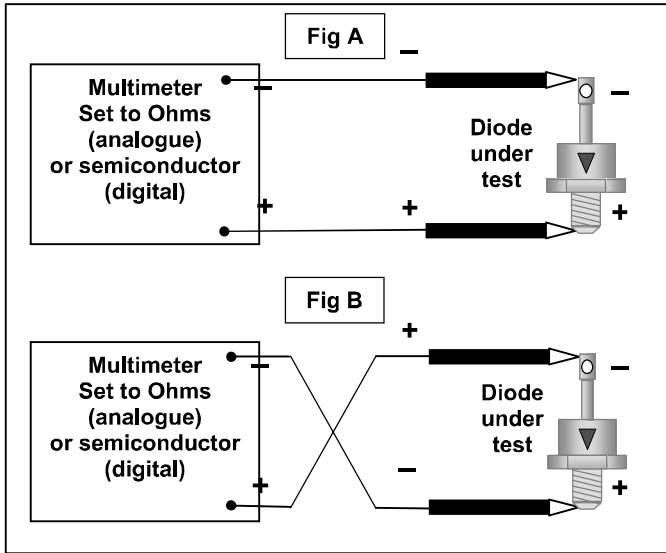 Fig A
Multimeter
Set to Ohms
(analogue)
or semiconductor
(digital)
−
+
−
+
Diode
under
test
−
+
Fig B
Multimeter
Set to Ohms
(analogue)
or semiconductor
(digital)
−
+
+
−
Diode
under
test
−
+